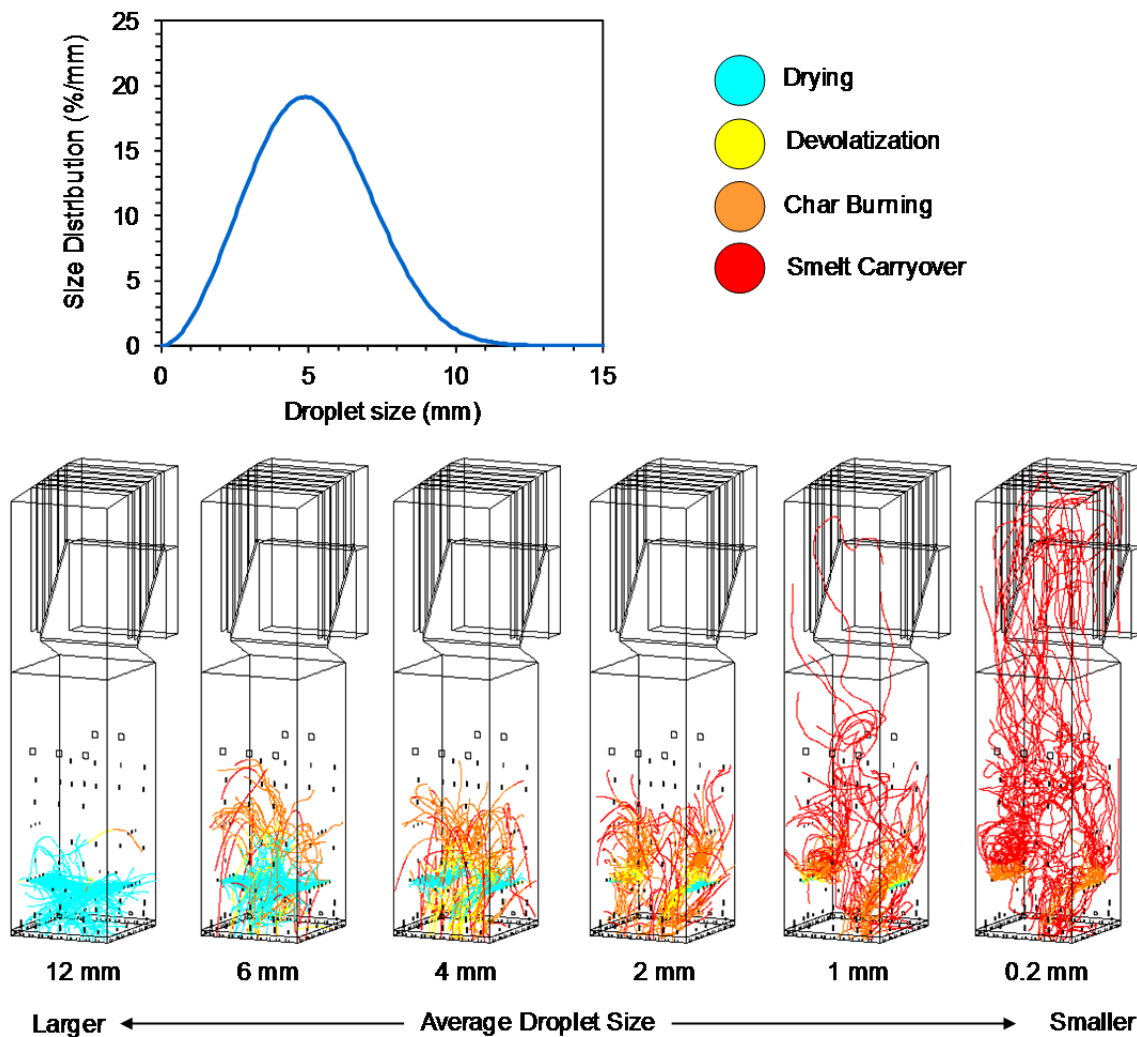 25
20
15
10
5
0
Size Distribution (%/mm)
0 5 10 15
Droplet size (mm)
Drying
Devolatization
Char Burning
Smelt Carryover
12 mm 6 mm 4 mm 2 mm 1 mm 0.2 mm
Larger Average Droplet Size Smaller